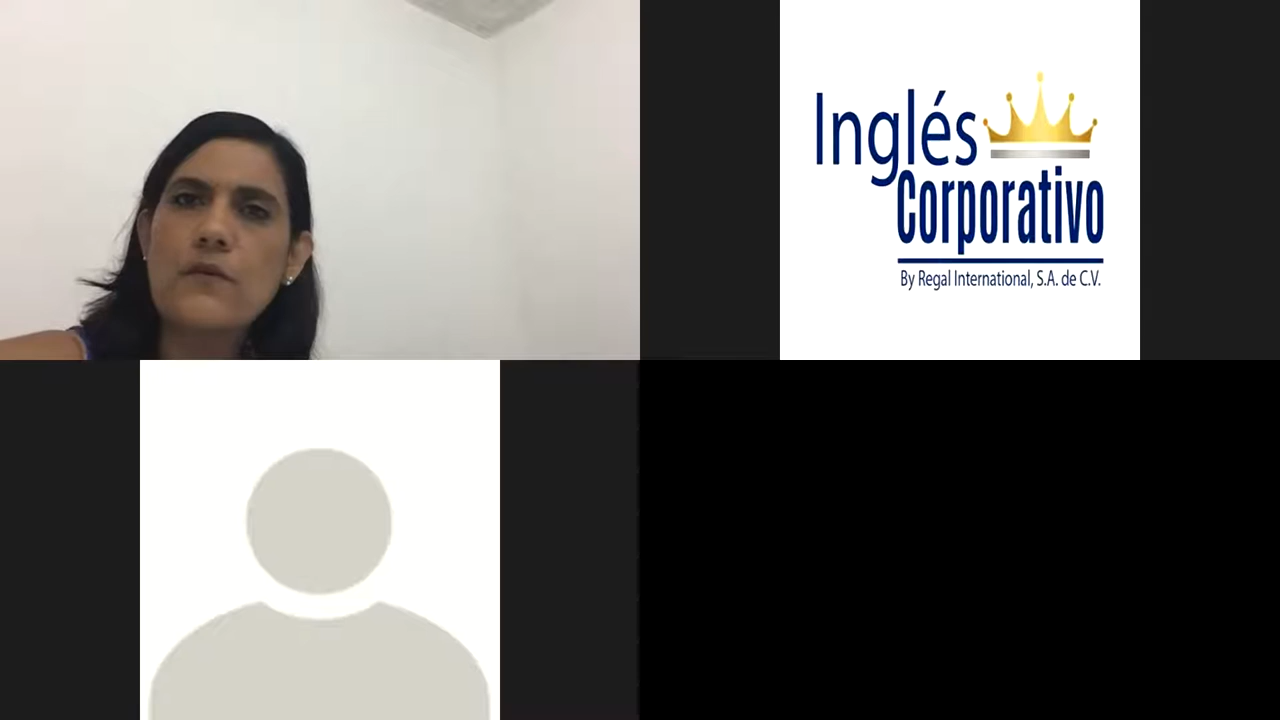 Inglés
Corporativo
By Regal International, S.A. de C.V.